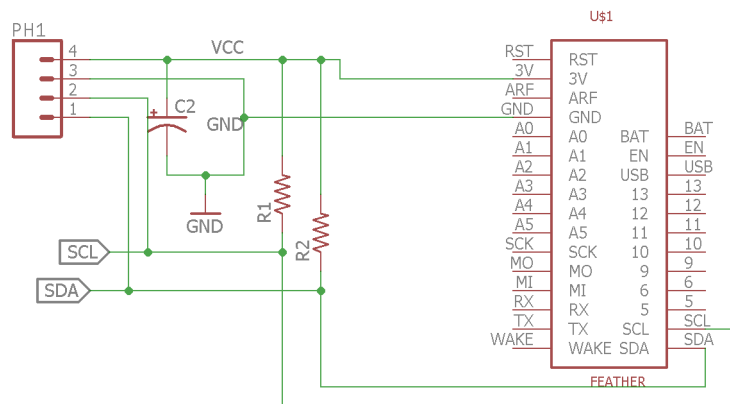 PH1
4
3
2
1
VCC
C2
+
GND
GND
R1
R2
SCL
SDA
U$1
RST
3V
ARF
GND
A0
A1
A2
A3
A4
A5
SCK
MO
MI
RX
TX
WAKE
RST
3V
ARF
GND
A0
A1
A2
A3
A4
A5
SCK
MO
MI
RX
TX
WAKE
BAT
EN
USB
13
12
11
10
9
6
5
SCL
SDA
BAT
EN
USB
13
12
11
10
9
6
5
SCL
SDA
FEATHER